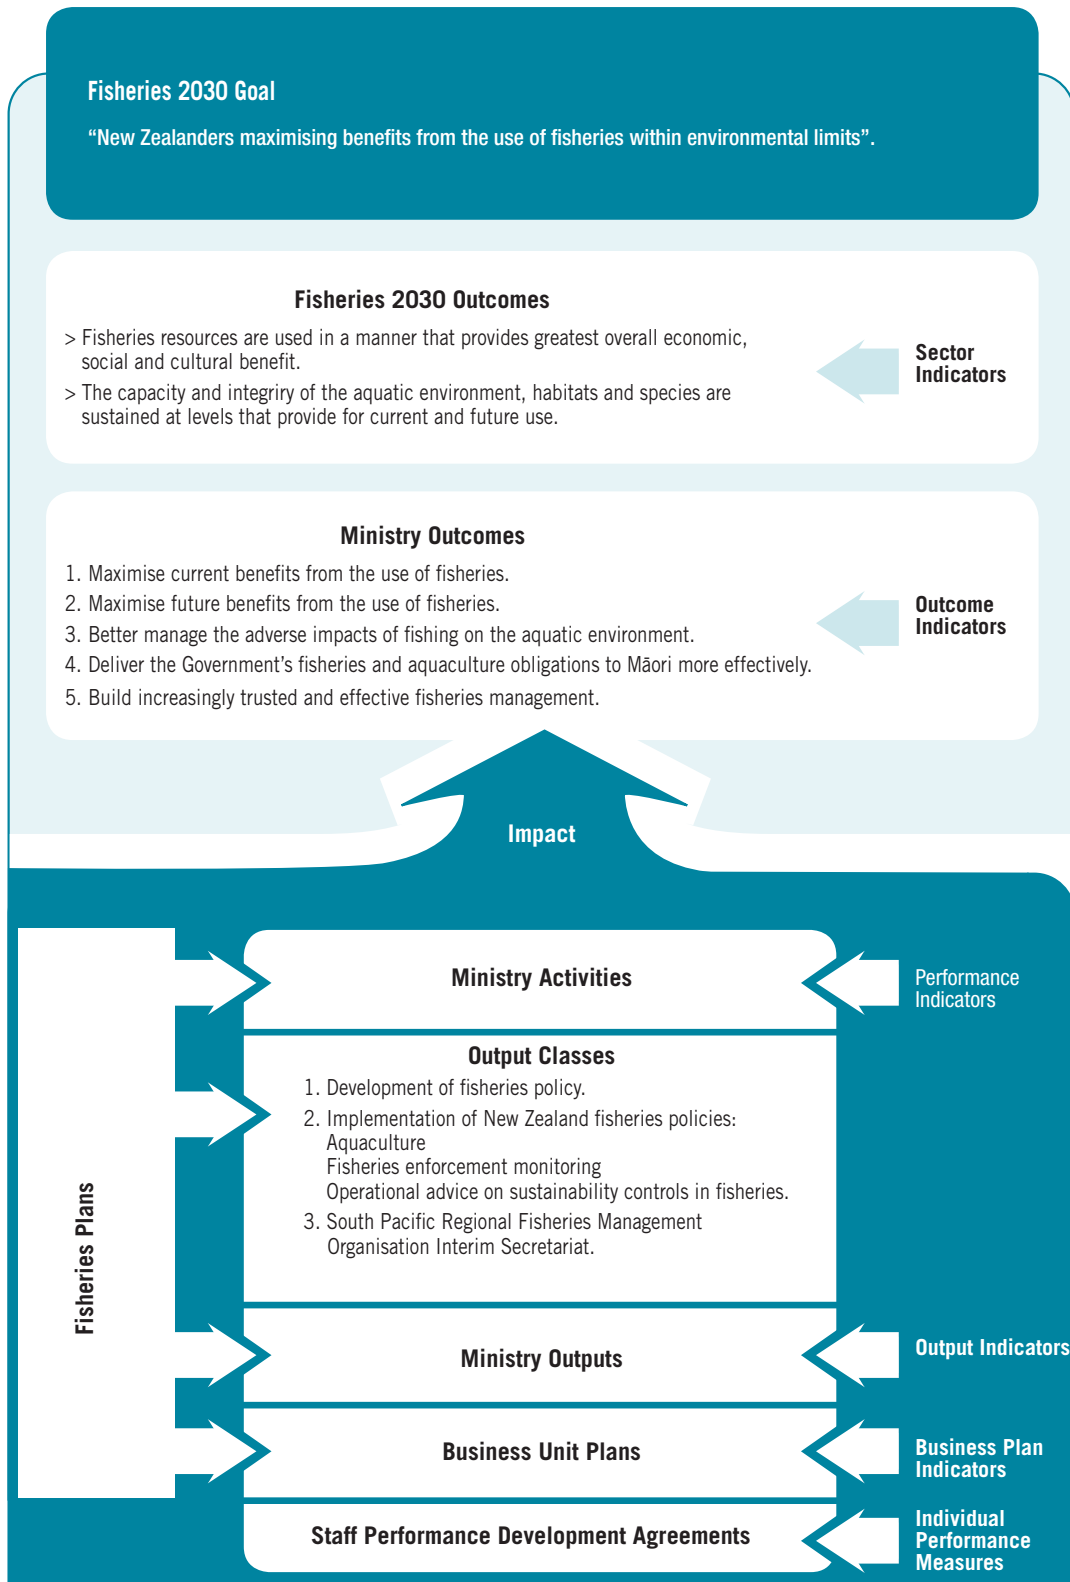 Fisheries 2030 Goal
“New Zealanders maximising benefits from the use of fisheries within environmental limits”.
Fisheries 2030 Outcomes
> Fisheries resources are used in a manner that provides greatest overall economic,
social and cultural benefit.
> The capacity and integriry of the aquatic environment, habitats and species are
sustained at levels that provide for current and future use.
Sector
Indicators
Ministry Outcomes
1. Maximise current benefits from the use of fisheries.
2. Maximise future benefits from the use of fisheries.
3. Better manage the adverse impacts of fishing on the aquatic environment.
4. Deliver the Government’s fisheries and aquaculture obligations to Māori more effectively.
5. Build increasingly trusted and effective fisheries management.
Outcome
Indicators
Impact
Fisheries Plans
Ministry Activities
Performance
Indicators
Output Classes
1. Development of fisheries policy.
2. Implementation of New Zealand fisheries policies:
Aquaculture
Fisheries enforcement monitoring
Operational advice on sustainability controls in fisheries.
3. South Pacific Regional Fisheries Management
Organisation Interim Secretariat.
Ministry Outputs
Output Indicators
Business Unit Plans
Business Plan
Indicators
Staff Performance Development Agreements
Individual
Performance
Measures